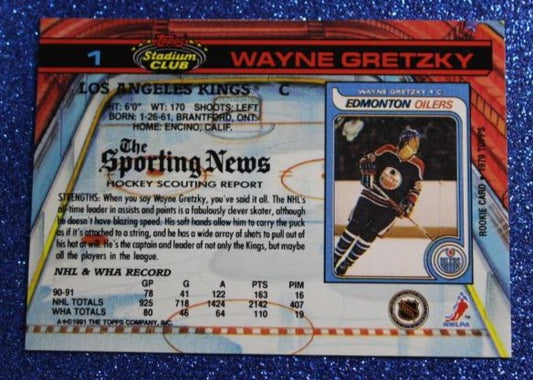 1
Topps
Stadium
CLUB
WAYNE GRETZKY
LOS ANGELES KINGS C
HT: 6'0" WT: 170 SHOOTS: LEFT
BORN: 1-26-61, BRANTFORD, ONT.
HOME: ENCINO, CALIF.
The
Sporting News
HOCKEY SCOUTING REPORT
STRENGTHS: When you say Wayne Gretzky, you've said it all. The NHL's
all-time leader in assists and points is a fabulously clever skater, although
he doesn't have blazing speed. His soft hands allow him to carry the puck
as if it's attached to a string, and he has a wide array of shots to pull out of
his hat at will. He's the captain and leader of not only the Kings, but maybe
all the players in the league.
NHL & WHA RECORD
GP G A PTS PIM
90-91 78 41 122 163 16
NHL TOTALS 925 718 1424 2142 407
WHA TOTALS 80 46 64 110 19
A ©1991 THE TOPPS COMPANY, INC.
WAYNE GRETZKY • C
EDMONTON OILERS
OILERS
ROOKIE CARD - 1979 TOPPS
NHLPA
TM